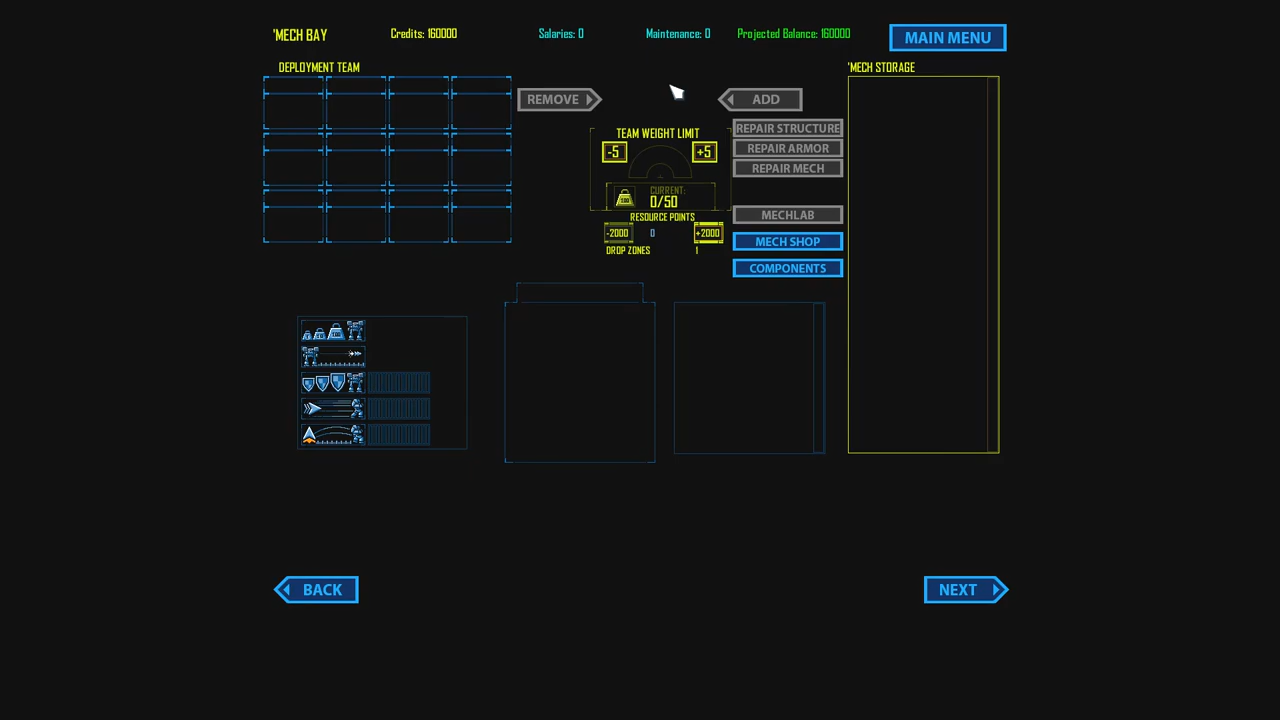 'MECH BAY
Credits: 160000
Salaries: 0
Maintenance: 0
Projected Balance: 160000
MAIN MENU
DEPLOYMENT TEAM
'MECH STORAGE
REMOVE
ADD
TEAM WEIGHT LIMIT
-5
+5
CURRENT:
0/50
RESOURCE POINTS
-2000
0
+2000
DROP ZONES
1
REPAIR STRUCTURE
REPAIR ARMOR
REPAIR MECH
MECHLAB
MECH SHOP
COMPONENTS
BACK
NEXT